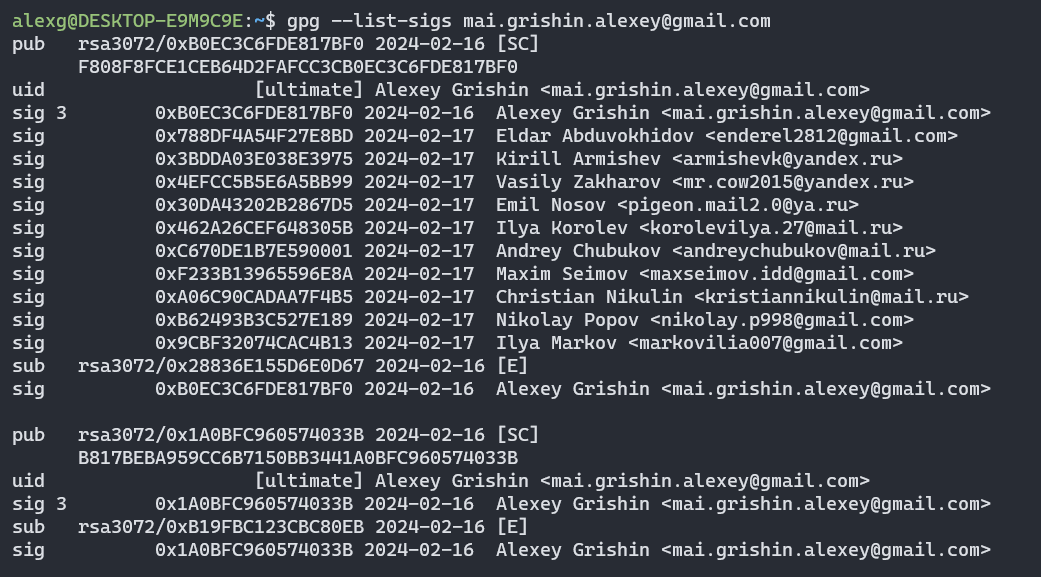 alexg@DESKTOP-E9M9C9E:~$ gpg --list-sigs mai.grishin.alexey@gmail.com
pub   rsa3072/0xB0EC3C6FDE817BF0 2024-02-16 [SC]
      F808F8FCE1CEB64D2FAFCC3CB0EC3C6FDE817BF0
uid                   [ultimate] Alexey Grishin <mai.grishin.alexey@gmail.com>
sig 3        0xB0EC3C6FDE817BF0 2024-02-16  Alexey Grishin <mai.grishin.alexey@gmail.com>
sig          0x788DF4A54F27E8BD 2024-02-17  Eldar Abduvokhidov <enderel2812@gmail.com>
sig          0x3BDDA03E038E3975 2024-02-17  Kirill Armishev <armishevk@yandex.ru>
sig          0x4EFCC5B5E6A5BB99 2024-02-17  Vasily Zakharov <mr.cow2015@yandex.ru>
sig          0x30DA43202B2867D5 2024-02-17  Emil Nosov <pigeon.mail2.0@ya.ru>
sig          0x462A26CEF648305B 2024-02-17  Ilya Korolev <korolevilya.27@mail.ru>
sig          0xC670DE1B7E590001 2024-02-17  Andrey Chubukov <andreychubukov@mail.ru>
sig          0xF233B13965596E8A 2024-02-17  Maxim Seimov <maxseimov.idd@gmail.com>
sig          0xA06C90CADAA7F4B5 2024-02-17  Christian Nikulin <kristiannikulin@mail.ru>
sig          0xB62493B3C527E189 2024-02-17  Nikolay Popov <nikolay.p998@gmail.com>
sig          0x9CBF32074CAC4B13 2024-02-17  Ilya Markov <markovilia007@gmail.com>
sub   rsa3072/0x28836E155D6E0D67 2024-02-16 [E]
sig          0xB0EC3C6FDE817BF0 2024-02-16  Alexey Grishin <mai.grishin.alexey@gmail.com>

pub   rsa3072/0x1A0BFC960574033B 2024-02-16 [SC]
      B817BEBA959CC6B7150BB3441A0BFC960574033B
uid                   [ultimate] Alexey Grishin <mai.grishin.alexey@gmail.com>
sig 3        0x1A0BFC960574033B 2024-02-16  Alexey Grishin <mai.grishin.alexey@gmail.com>
sub   rsa3072/0xB19FBC123CBC80EB 2024-02-16 [E]
sig          0x1A0BFC960574033B 2024-02-16  Alexey Grishin <mai.grishin.alexey@gmail.com>